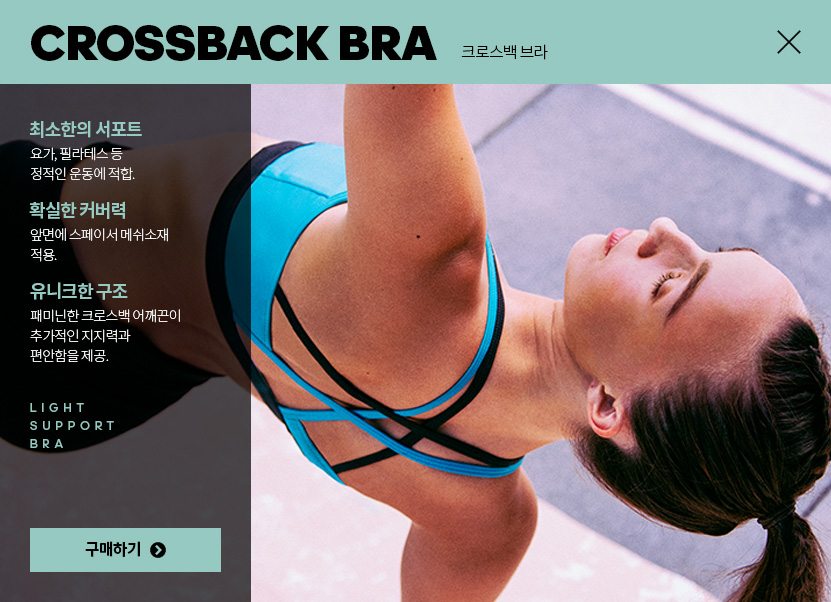 CROSSBACK BRA 크로스백 브라
최소한의 서포트
요가, 필라테스 등
정적인 운동에 적합.
확실한 커버력
앞면에 스페이서 메쉬소재
적용.
유니크한 구조
패미닌한 크로스백 어깨끈이
추가적인 지지력과
편안함을 제공.
LIGHT
SUPPORT
BRA
구매하기